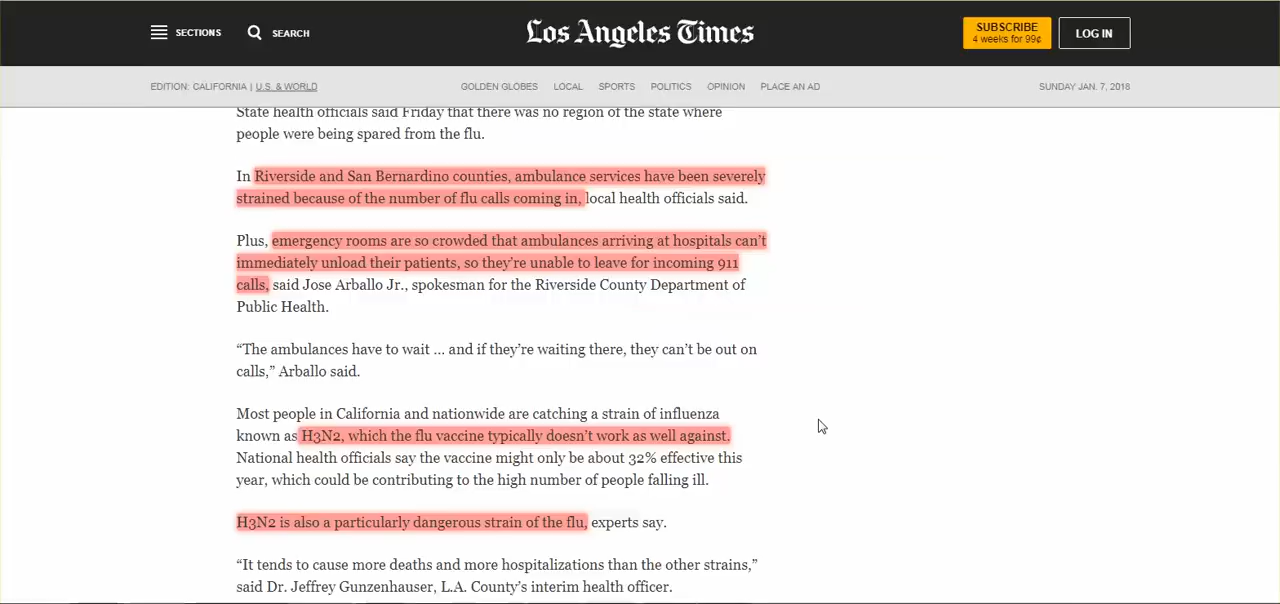 SECTIONS
SEARCH
Los Angeles Times
SUBSCRIBE
4 weeks for 99¢
LOG IN
EDITION: CALIFORNIA | U.S. & WORLD
GOLDEN GLOBES
LOCAL
SPORTS
POLITICS
OPINION
PLACE AN AD
SUNDAY JAN. 7, 2018
State health officials said Friday that there was no region of the state where
people were being spared from the flu.
In Riverside and San Bernardino counties, ambulance services have been severely
strained because of the number of flu calls coming in, local health officials said.
Plus, emergency rooms are so crowded that ambulances arriving at hospitals can’t
immediately unload their patients, so they’re unable to leave for incoming 911
calls, said Jose Arballo Jr., spokesman for the Riverside County Department of
Public Health.
“The ambulances have to wait … and if they’re waiting there, they can’t be out on
calls,” Arballo said.
Most people in California and nationwide are catching a strain of influenza
known as H3N2, which the flu vaccine typically doesn’t work as well against.
National health officials say the vaccine might only be about 32% effective this
year, which could be contributing to the high number of people falling ill.
H3N2 is also a particularly dangerous strain of the flu, experts say.
“It tends to cause more deaths and more hospitalizations than the other strains,”
said Dr. Jeffrey Gunzenhauser, L.A. County’s interim health officer.